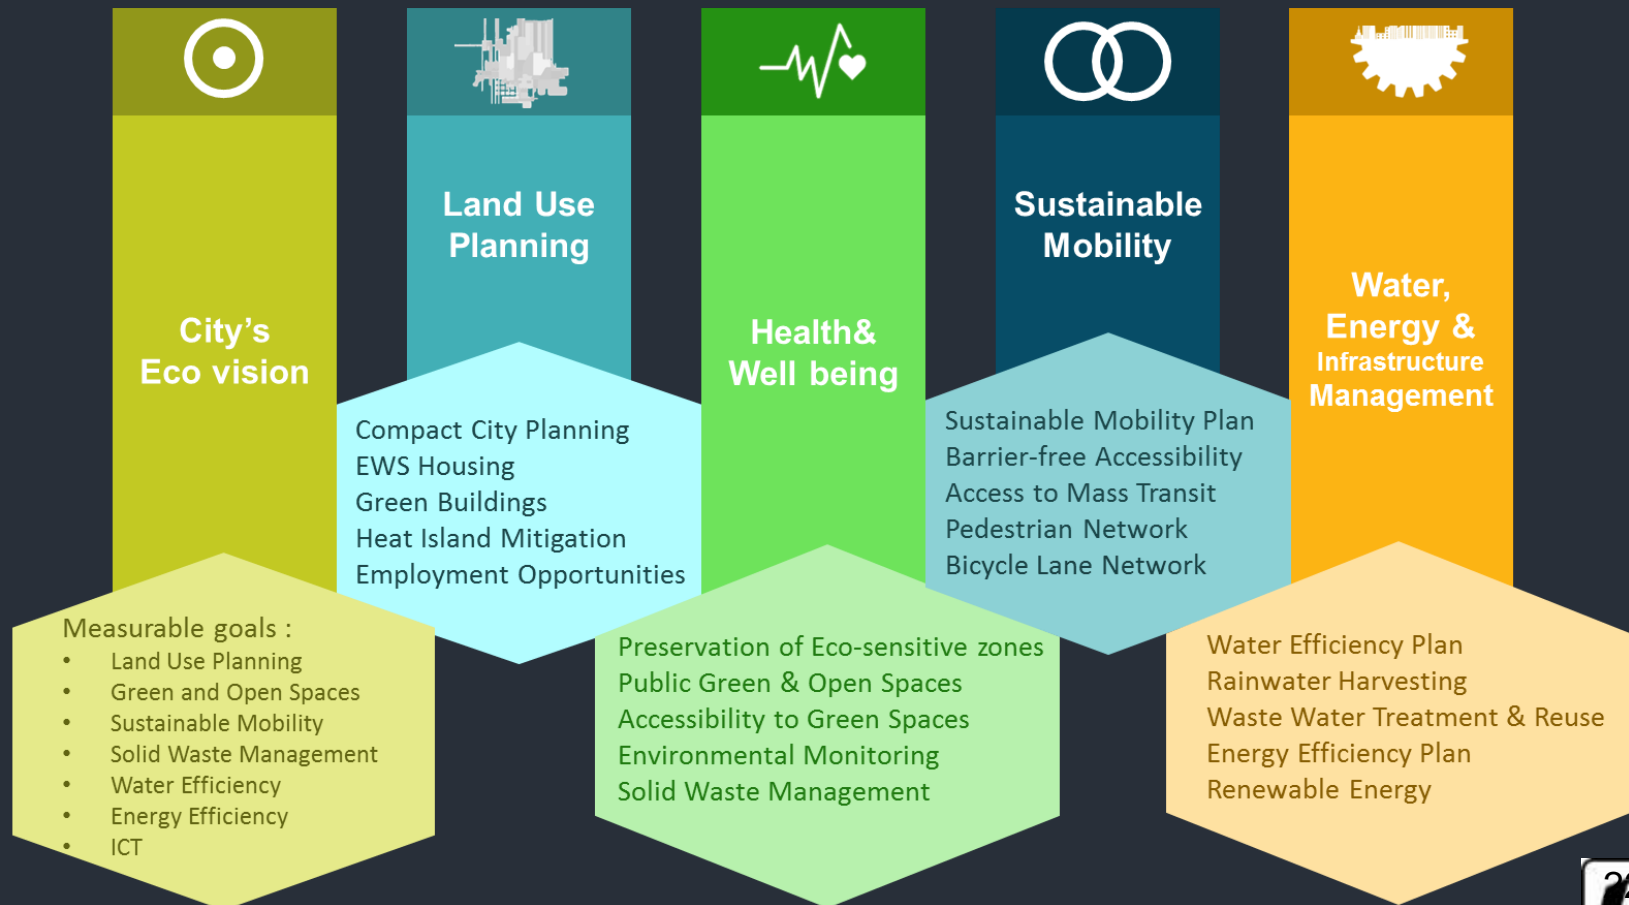 City's
Eco vision
Measurable goals :
• Land Use Planning
• Green and Open Spaces
• Sustainable Mobility
• Solid Waste Management
• Water Efficiency
• Energy Efficiency
• ICT
Land Use
Planning
Compact City Planning
EWS Housing
Green Buildings
Heat Island Mitigation
Employment Opportunities
Health&
Well being
Preservation of Eco-sensitive zones
Public Green & Open Spaces
Accessibility to Green Spaces
Environmental Monitoring
Solid Waste Management
Sustainable
Mobility
Sustainable Mobility Plan
Barrier-free Accessibility
Access to Mass Transit
Pedestrian Network
Bicycle Lane Network
Water,
Energy &
Infrastructure
Management
Water Efficiency Plan
Rainwater Harvesting
Waste Water Treatment & Reuse
Energy Efficiency Plan
Renewable Energy